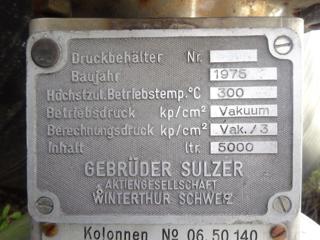 Druckbehälter Nr.
Baujahr 1975
Höchstzul. Betriebstemp. °C 300
Betriebsdruck kp/cm² Vakuum
Berechnungsdruck kp/cm² Vak./3
Inhalt ltr. 5000
GEBRÜDER SULZER
AKTIENGESELLSCHAFT
WINTERTHUR SCHWEIZ
Kolonnen № 06.50.140